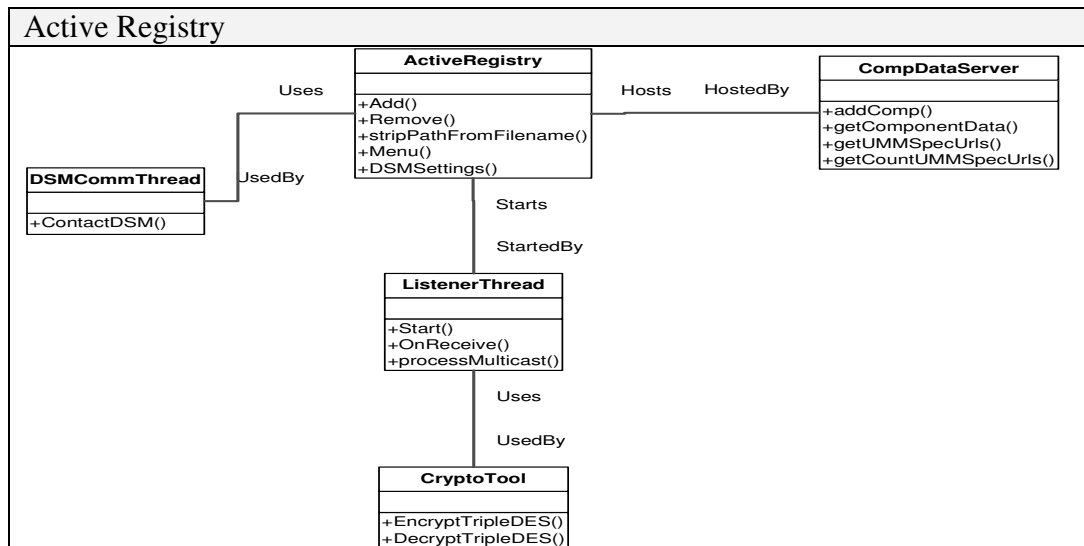 Active Registry
ActiveRegistry
+Add()
+Remove()
+stripPathFromFilename()
+Menu()
+DSMSettings()
Uses
UsedBy
DSMCommThread
+ContactDSM()
Hosts HostedBy
CompDataServer
+addComp()
+getComponentData()
+getUMMSpecUrls()
+getCountUMMSpecUrls()
Starts
StartedBy
ListenerThread
+Start()
+OnReceive()
+processMulticast()
Uses
UsedBy
CryptoTool
+EncryptTripleDES()
+DecryptTripleDES()